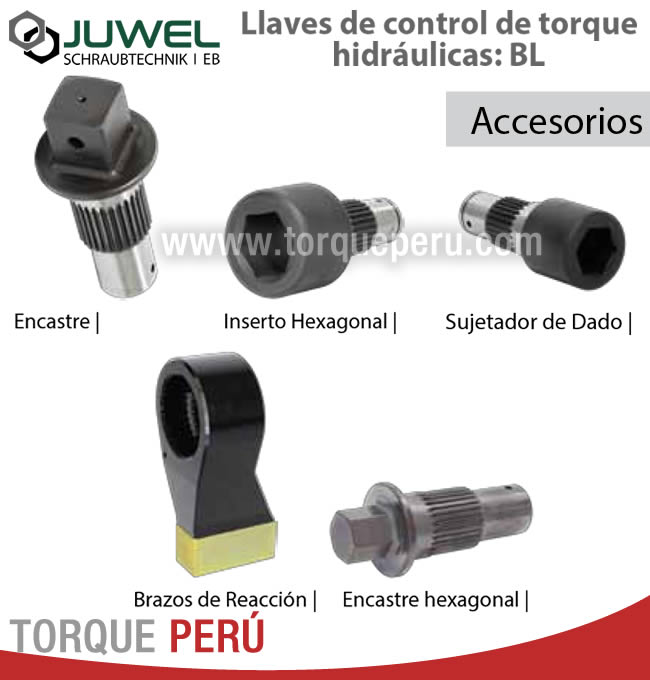 JUWEL
SCHRAUBTECHNIK | EB
Llaves de control de torque
hidráulicas: BL
Accesorios
www.torqueperu.com
Encastre |
Inserto Hexagonal |
Sujetador de Dado |
Brazos de Reacción |
Encastre hexagonal |
TORQUE PERÚ